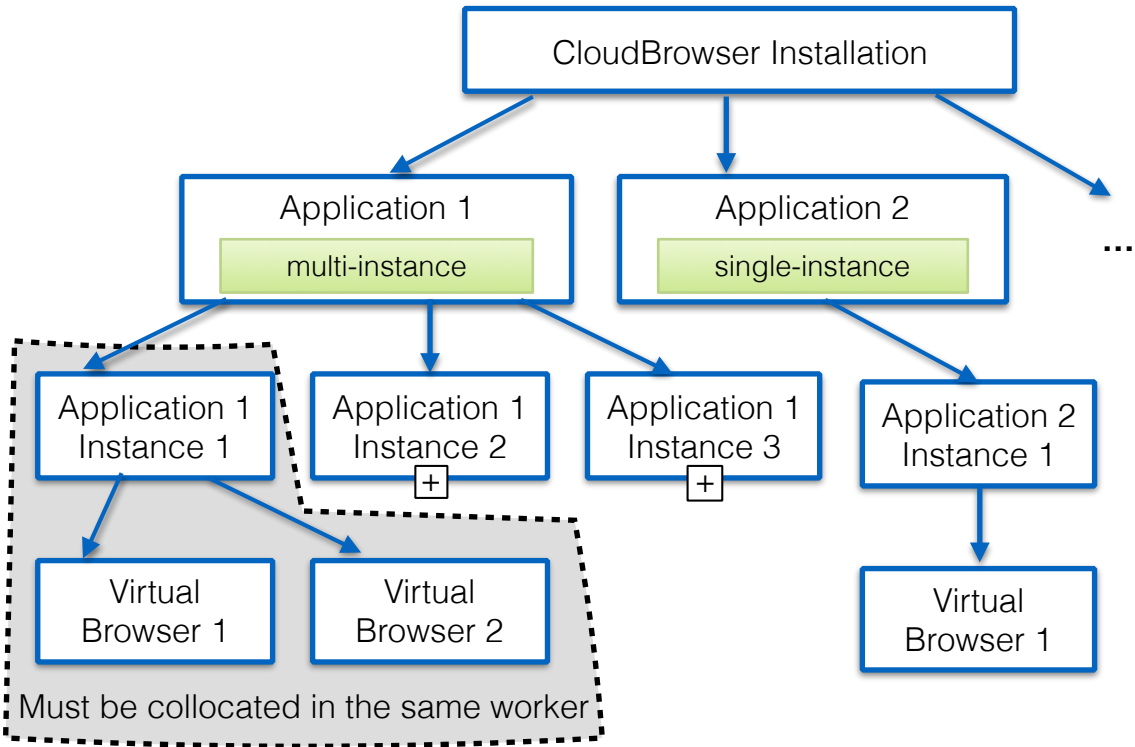 CloudBrowser Installation
Application 1
multi-instance
Application 2
single-instance
...
Application 1
Instance 1
Application 1
Instance 2
+
Application 1
Instance 3
+
Application 2
Instance 1
Virtual
Browser 1
Virtual
Browser 2
Virtual
Browser 1
Must be collocated in the same worker